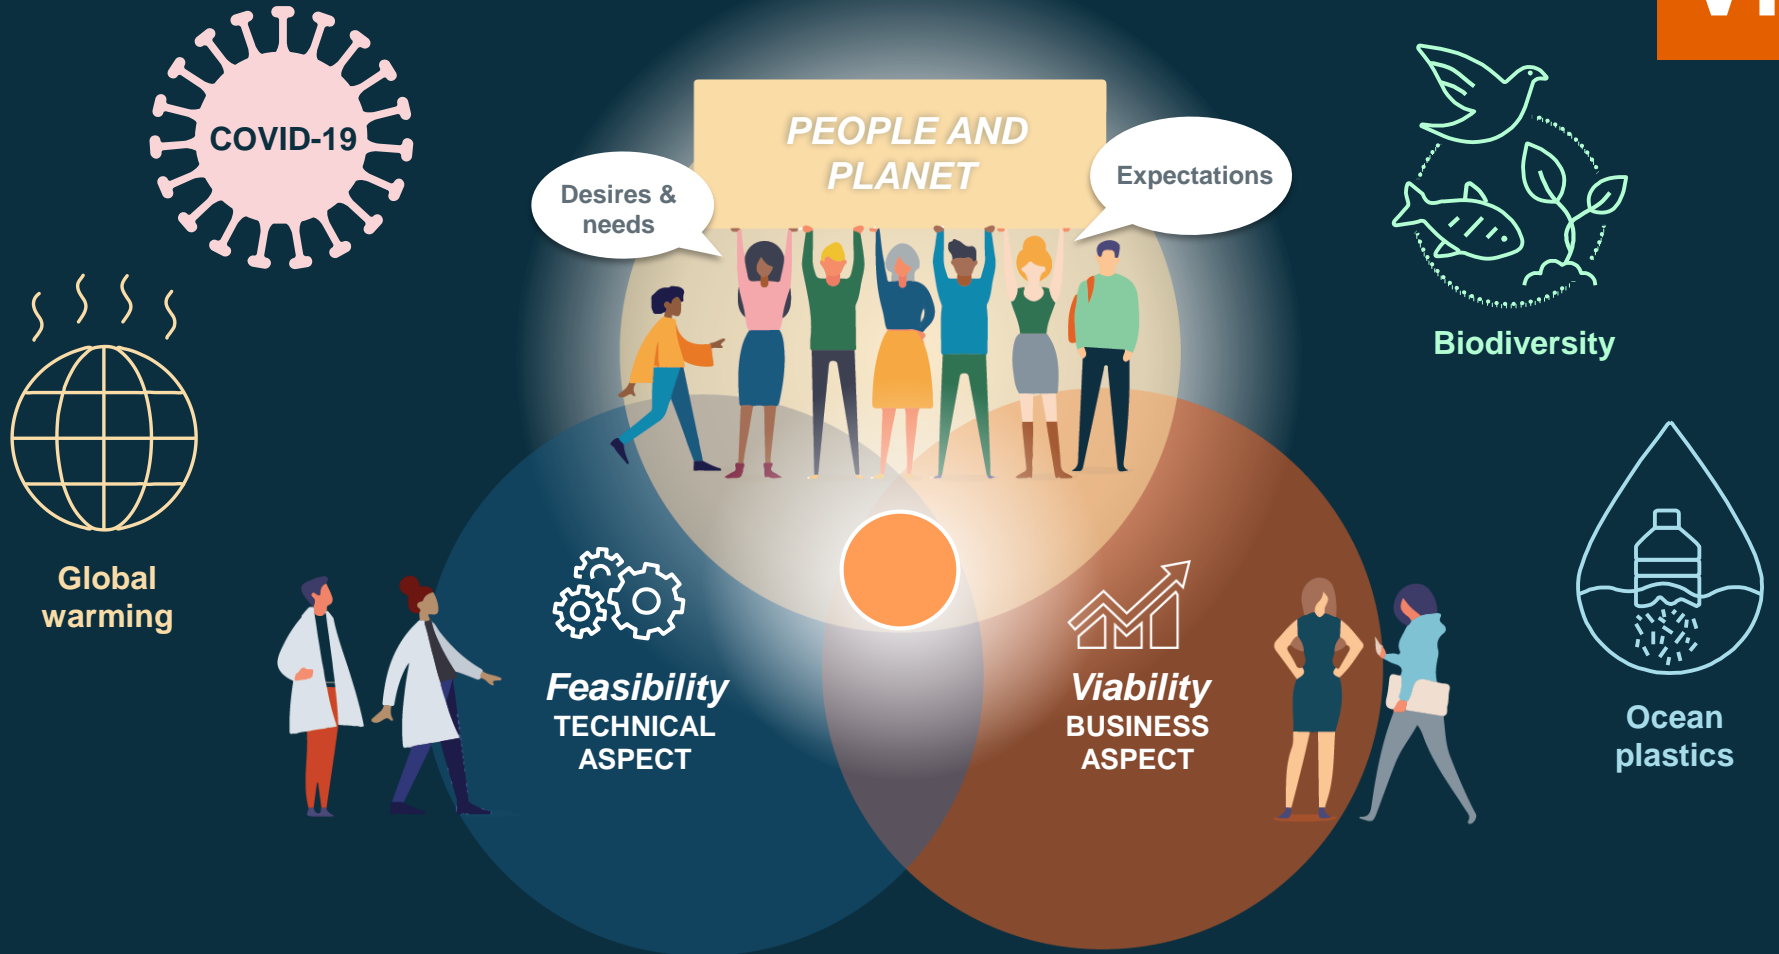 COVID-19
PEOPLE AND
PLANET
Desires &
needs
Expectations
Biodiversity
Global
warming
Feasibility
TECHNICAL
ASPECT
Viability
BUSINESS
ASPECT
Ocean
plastics